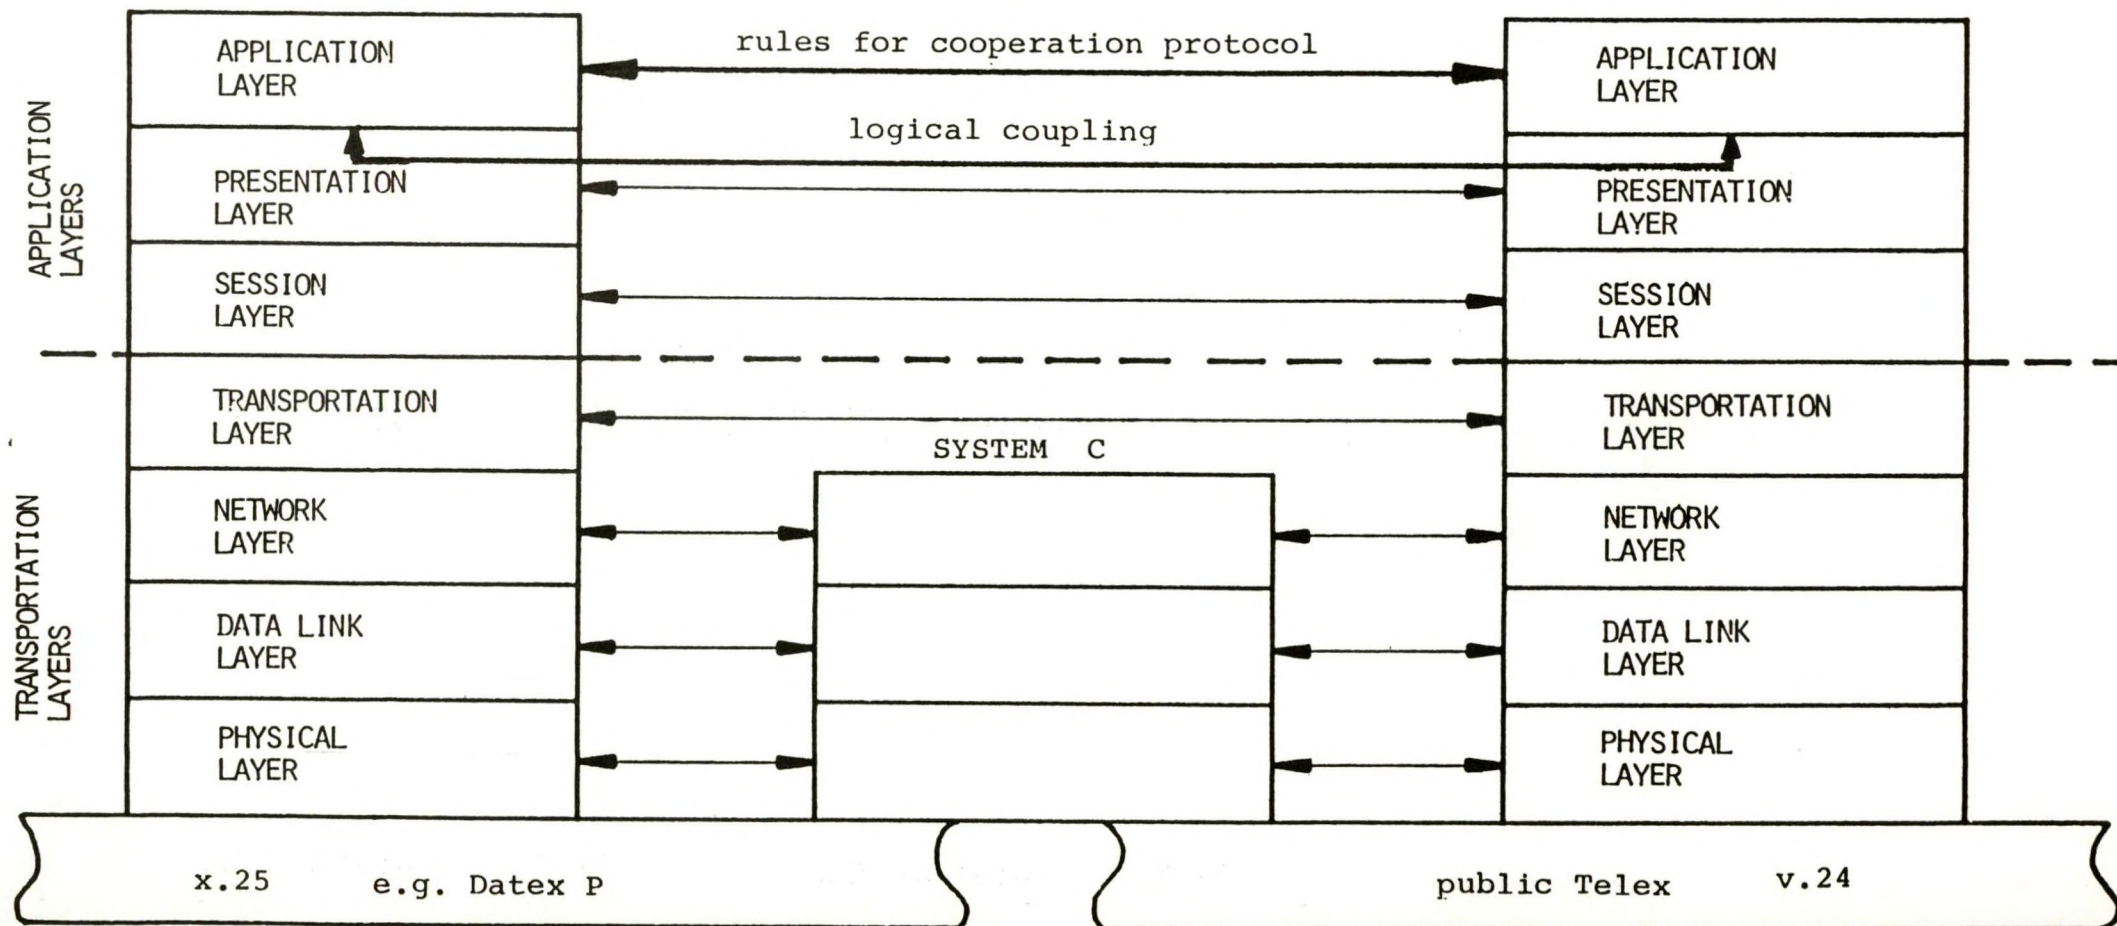 APPLICATION
LAYERS
TRANSPORTATION
LAYERS
APPLICATION
LAYER
PRESENTATION
LAYER
SESSION
LAYER
TRANSPORTATION
LAYER
NETWORK
LAYER
DATA LINK
LAYER
PHYSICAL
LAYER
rules for cooperation protocol
logical coupling
SYSTEM C
APPLICATION
LAYER
PRESENTATION
LAYER
SESSION
LAYER
TRANSPORTATION
LAYER
NETWORK
LAYER
DATA LINK
LAYER
PHYSICAL
LAYER
x.25 e.g. Datex P
public Telex v.24